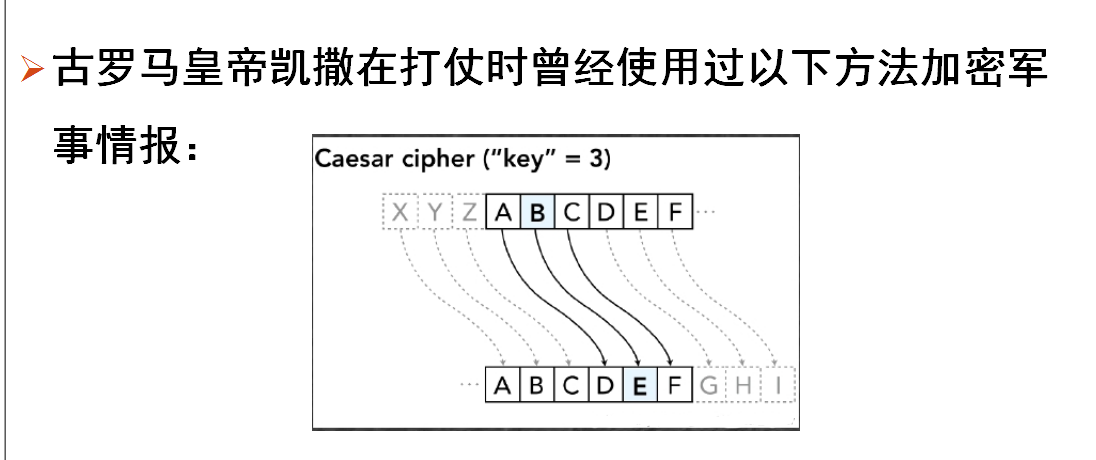 古罗马皇帝凯撒在打仗时曾经使用过以下方法加密军
事情报：
Caesar cipher (“key” = 3)
X Y Z A B C D E F ...
... A B C D E F G H I